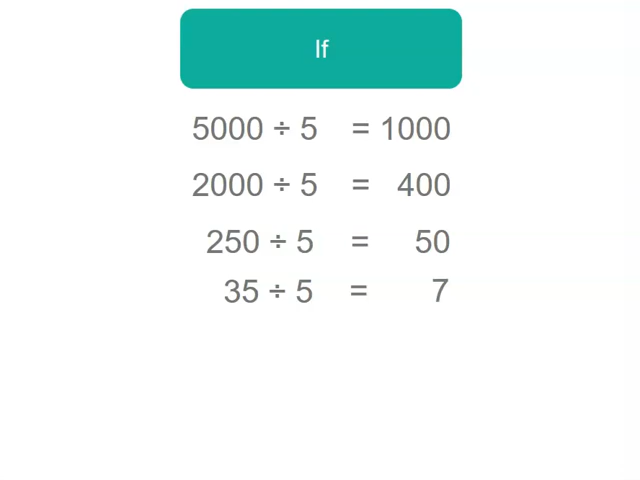 If
5000 ÷ 5 = 1000
2000 ÷ 5 = 400
250 ÷ 5 = 50
35 ÷ 5 = 7